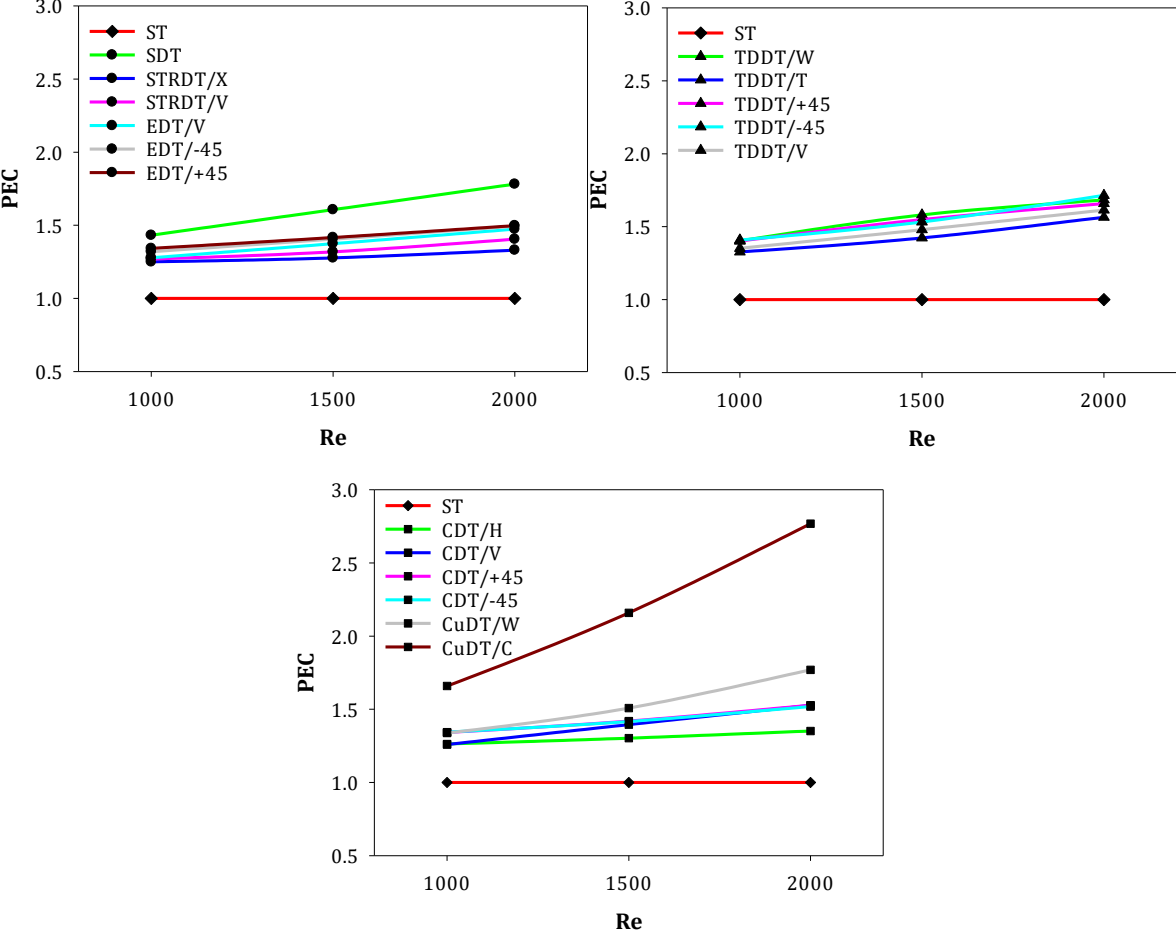 3.0
2.5
2.0
1.5
1.0
0.5
PEC
ST
SDT
STRDT/X
STRDT/V
EDT/V
EDT/-45
EDT/+45
1000 1500 2000
Re
3.0
2.5
2.0
1.5
1.0
0.5
PEC
ST
TDDT/W
TDDT/T
TDDT/+45
TDDT/-45
TDDT/V
1000 1500 2000
Re
3.0
2.5
2.0
1.5
1.0
0.5
PEC
ST
CDT/H
CDT/V
CDT/+45
CDT/-45
CuDT/W
CuDT/C
1000 1500 2000
Re